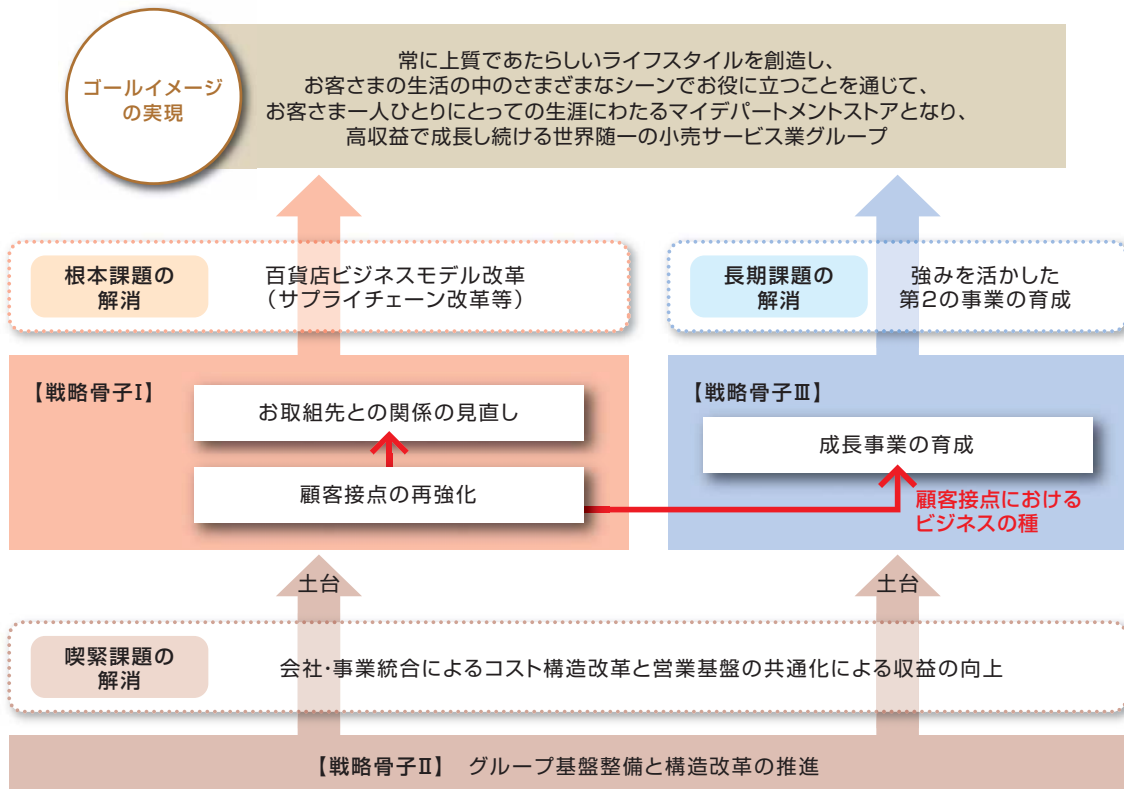 ゴールイメージ
の実現
常に上質であたらしいライフスタイルを創造し、
お客さまの生活の中のさまざまなシーンでお役に立つことを通じて、
お客さま一人ひとりにとっての生涯にわたるマイデパートメントストアとなり、
高収益で成長し続ける世界随一の小売サービス業グループ
根本課題の
解消
百貨店ビジネスモデル改革
（サプライチェーン改革等）
長期課題の
解消
強みを活かした
第2の事業の育成
【戦略骨子Ⅰ】
お取組先との関係の見直し
顧客接点の再強化
【戦略骨子Ⅲ】
成長事業の育成
顧客接点における
ビジネスの種
土台
土台
喫緊課題の
解消
会社・事業統合によるコスト構造改革と営業基盤の共通化による収益の向上
【戦略骨子Ⅱ】 グループ基盤整備と構造改革の推進